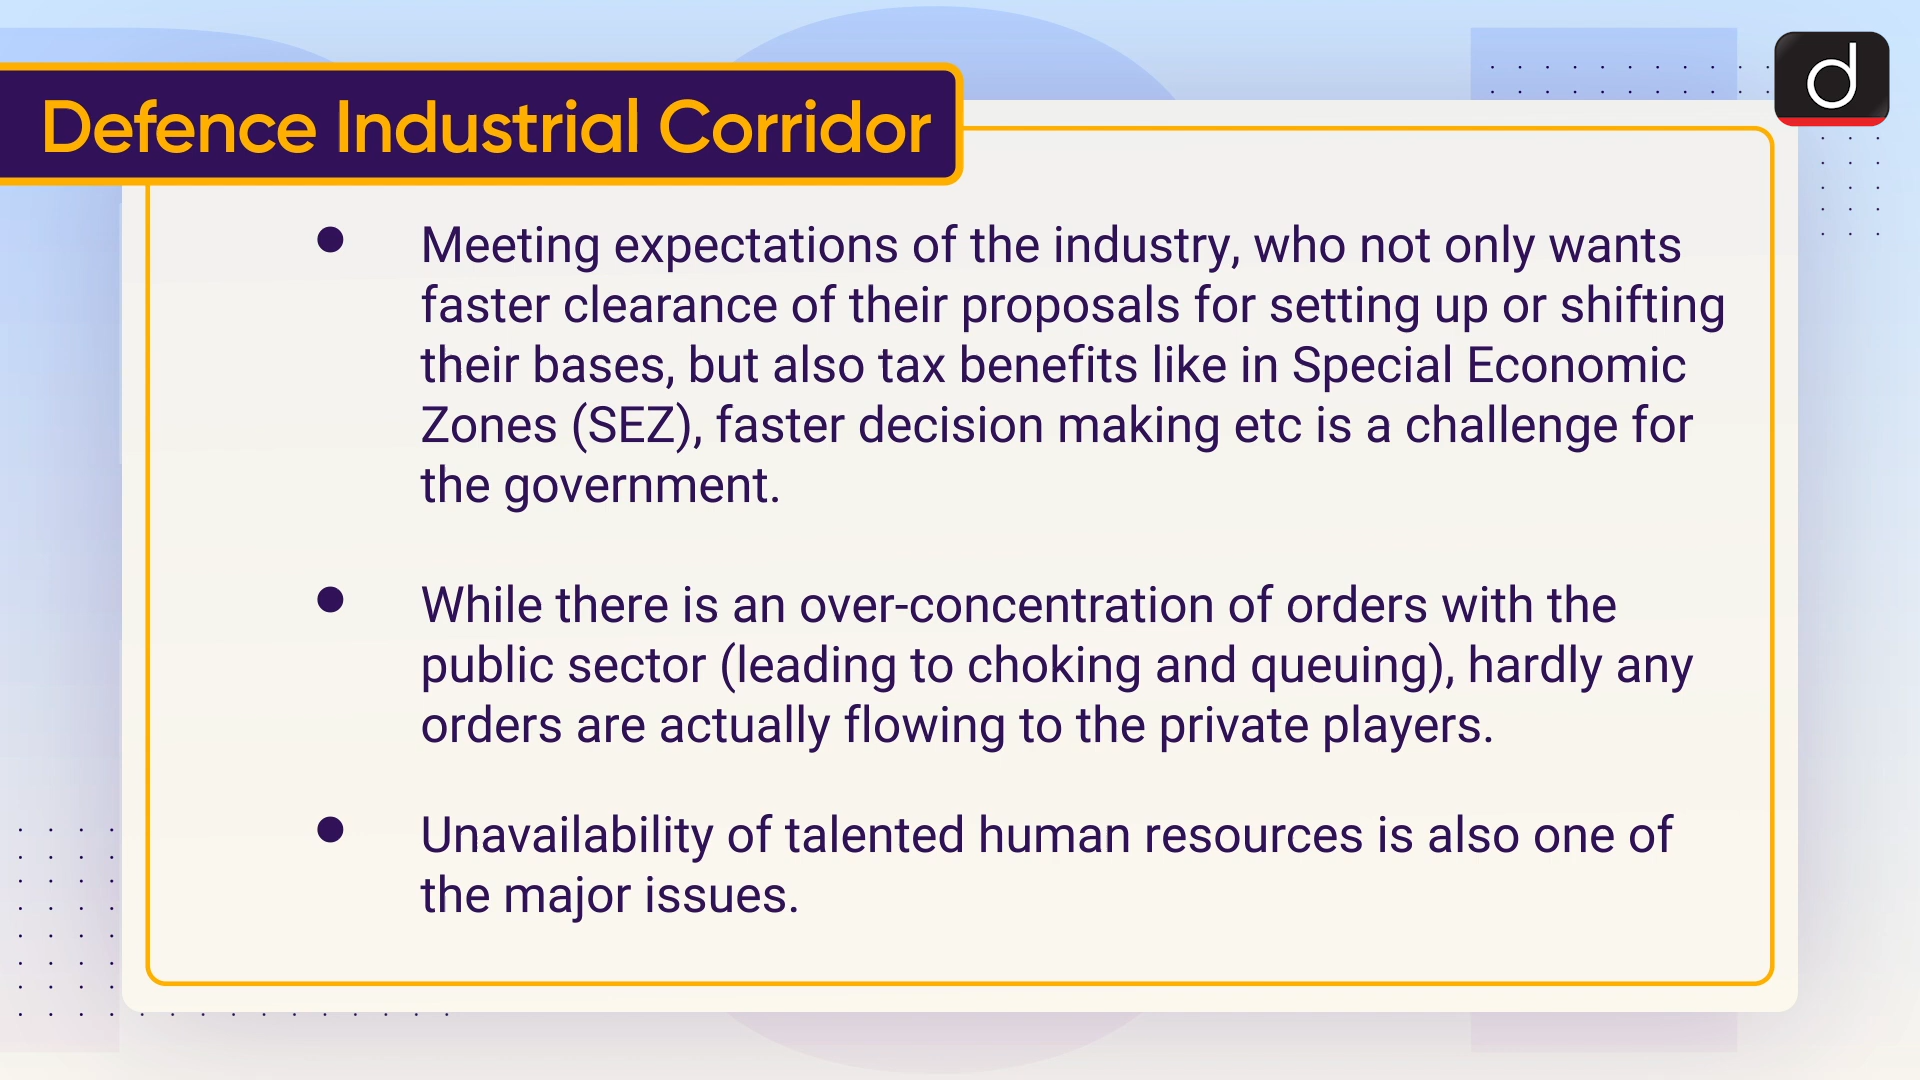 Defence Industrial Corridor
d
● Meeting expectations of the industry, who not only wants
faster clearance of their proposals for setting up or shifting
their bases, but also tax benefits like in Special Economic
Zones (SEZ), faster decision making etc is a challenge for
the government.
● While there is an over-concentration of orders with the
public sector (leading to choking and queuing), hardly any
orders are actually flowing to the private players.
● Unavailability of talented human resources is also one of
the major issues.